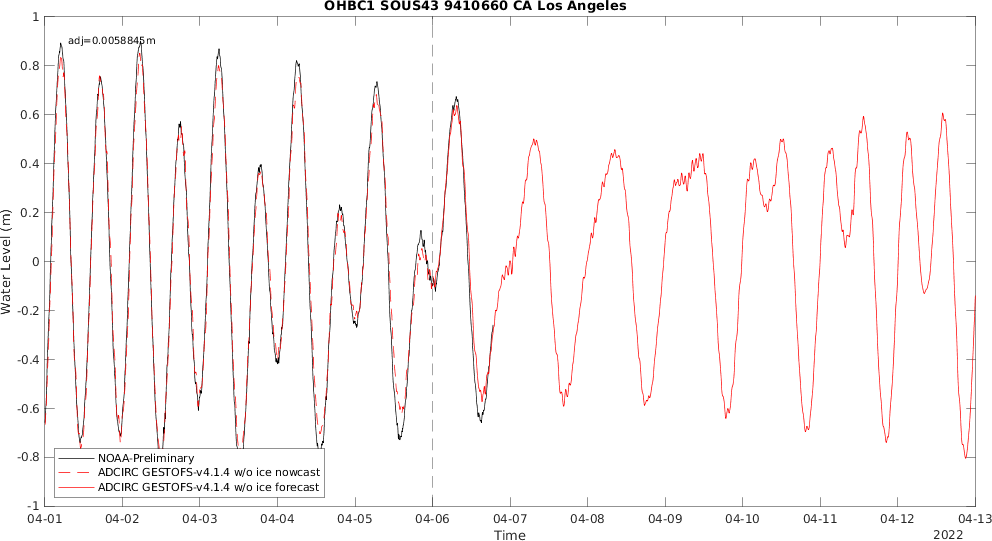 OHBC1 SOUS43 9410660 CA Los Angeles
adj=0.0058845m
1
0.8
0.6
0.4
0.2
0
-0.2
-0.4
-0.6
-0.8
-1
Water Level (m)
NOAA-Preliminary
ADCIRC GESTOFS-v4.1.4 w/o ice nowcast
ADCIRC GESTOFS-v4.1.4 w/o ice forecast
04-01 04-02 04-03 04-04 04-05 04-06 04-07 04-08 04-09 04-10 04-11 04-12 04-13
Time
2022